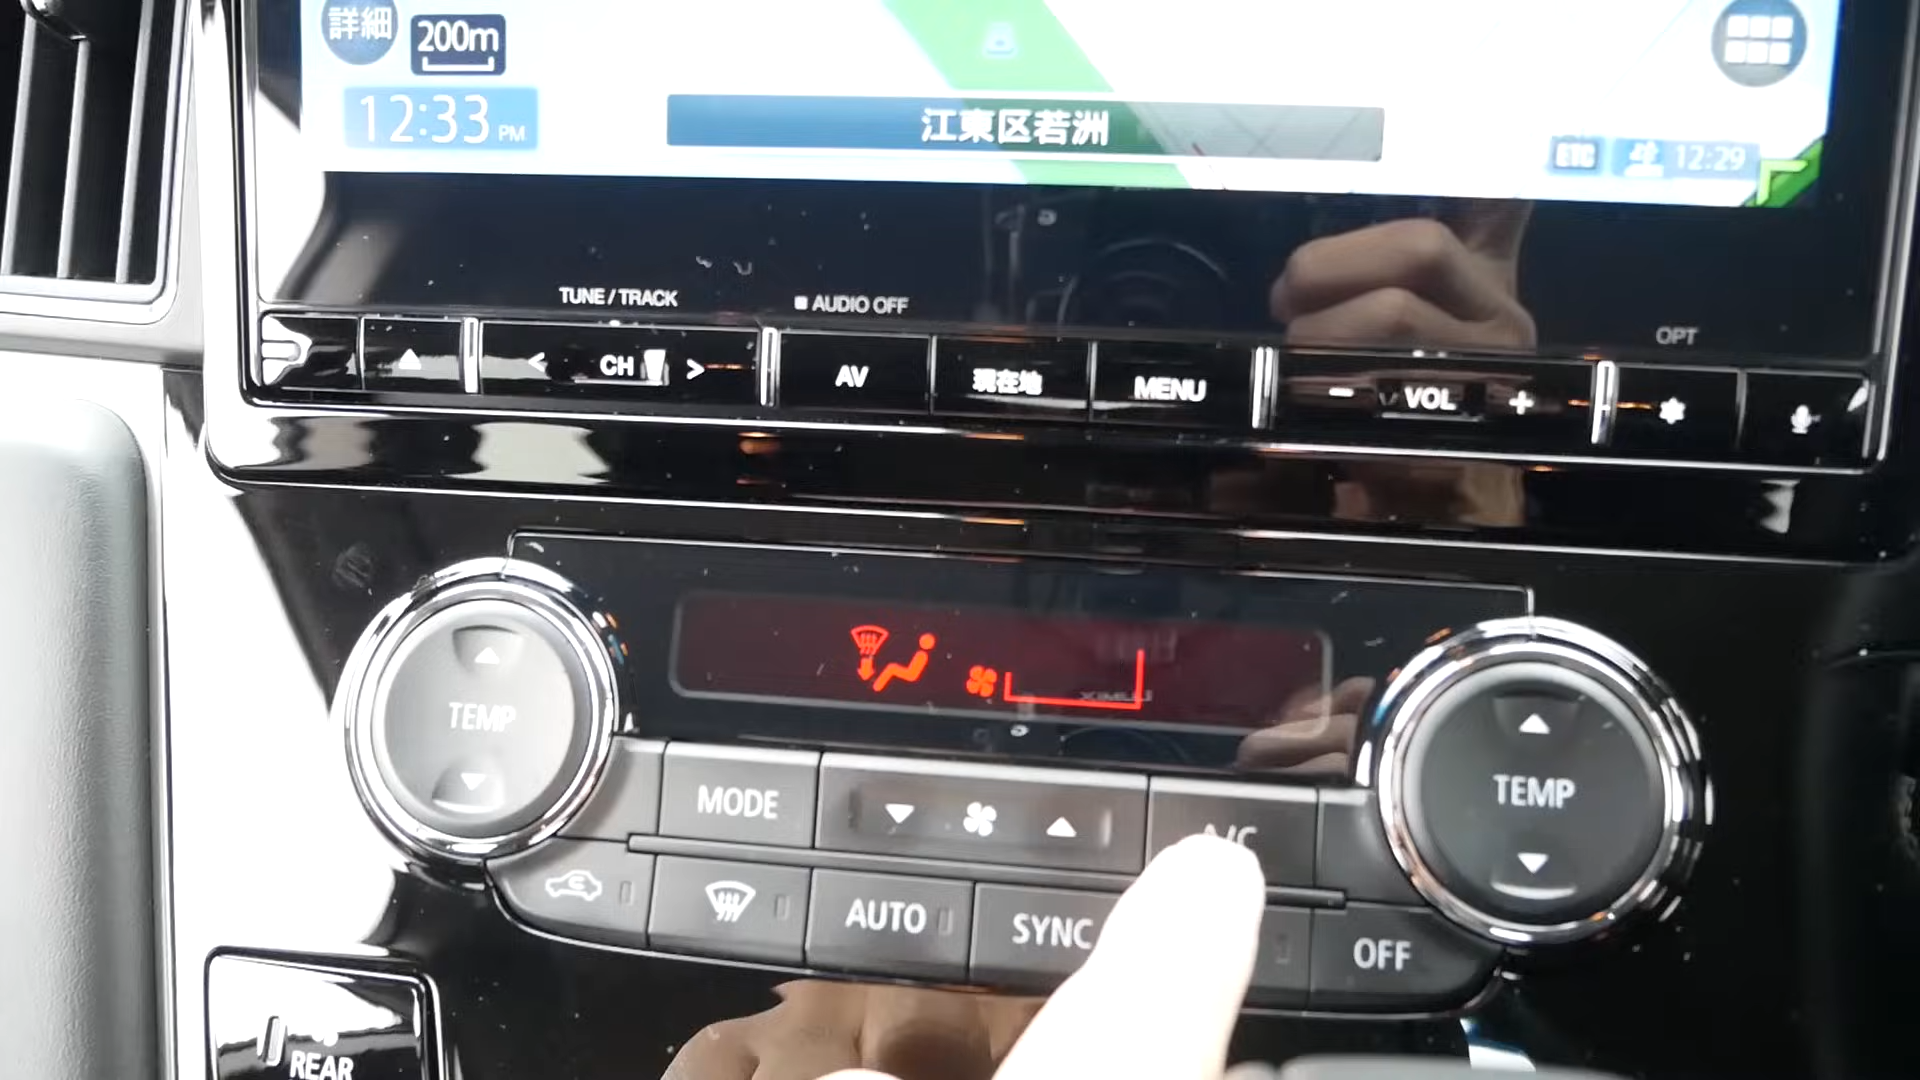 詳細
200m
12:33 PM
江東区若洲
ETC
12:29
TUNE / TRACK
AUDIO OFF
OPT
CH
AV
現在地
MENU
VOL
TEMP
MODE
A/C
TEMP
AUTO
SYNC
OFF
REAR